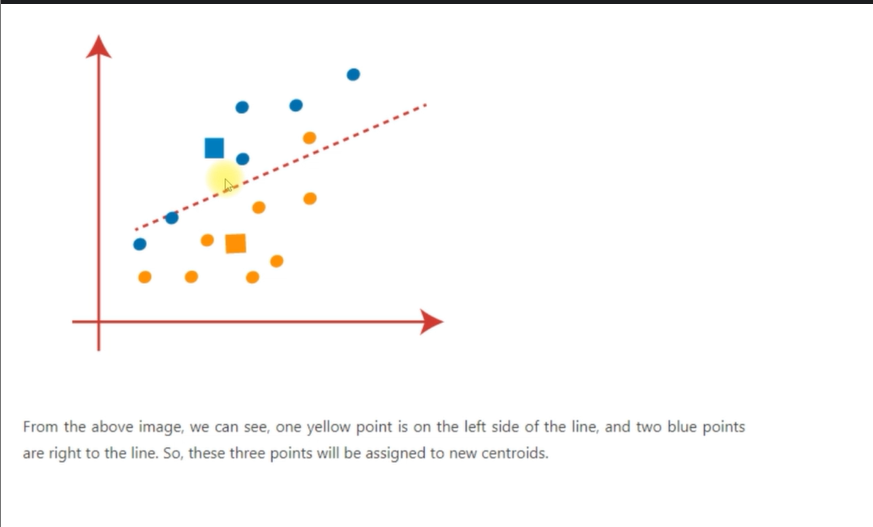 From the above image, we can see, one yellow point is on the left side of the line, and two blue points
are right to the line. So, these three points will be assigned to new centroids.